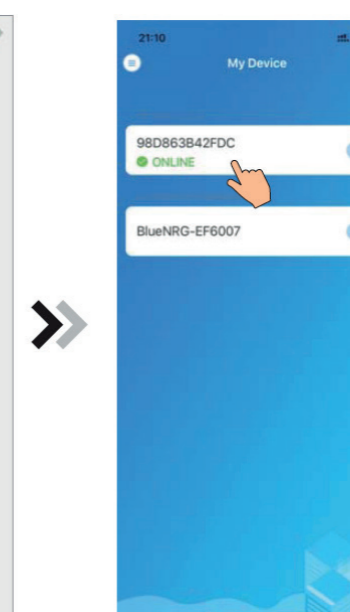 21:10
My Device
98D863B42FDC
ONLINE
BlueNRG-EF6007